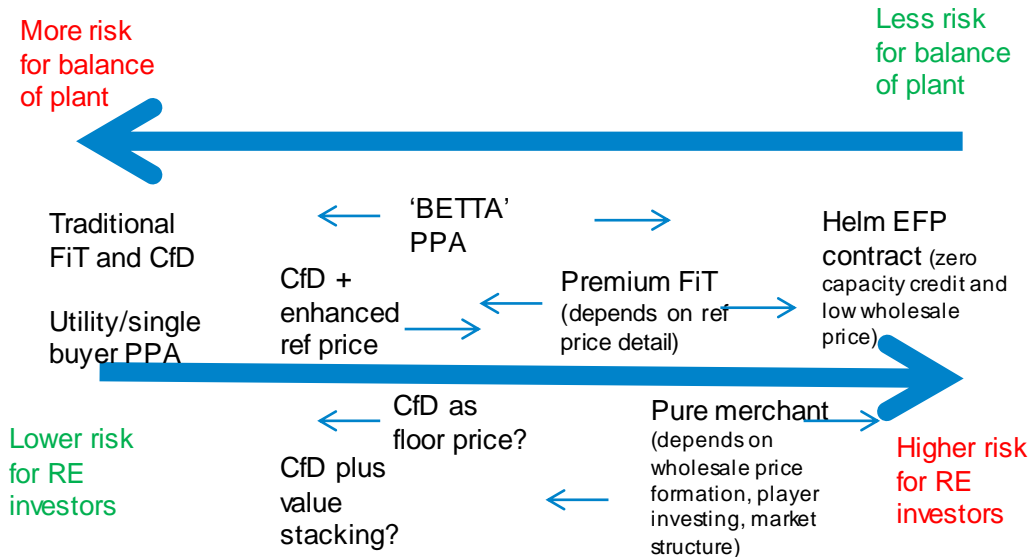 More risk
for balance
of plant
Less risk
for balance
of plant
Traditional
FiT and CfD
Utility/single
buyer PPA
‘BETTA’
PPA
CfD +
enhanced
ref price
Premium FiT
(depends on ref
price detail)
Helm EFP
contract (zero
capacity credit and
low wholesale
price)
Lower risk
for RE
investors
CfD as
floor price?
CfD plus
value
stacking?
Pure merchant
(depends on
wholesale price
formation, player
investing, market
structure)
Higher risk
for RE
investors